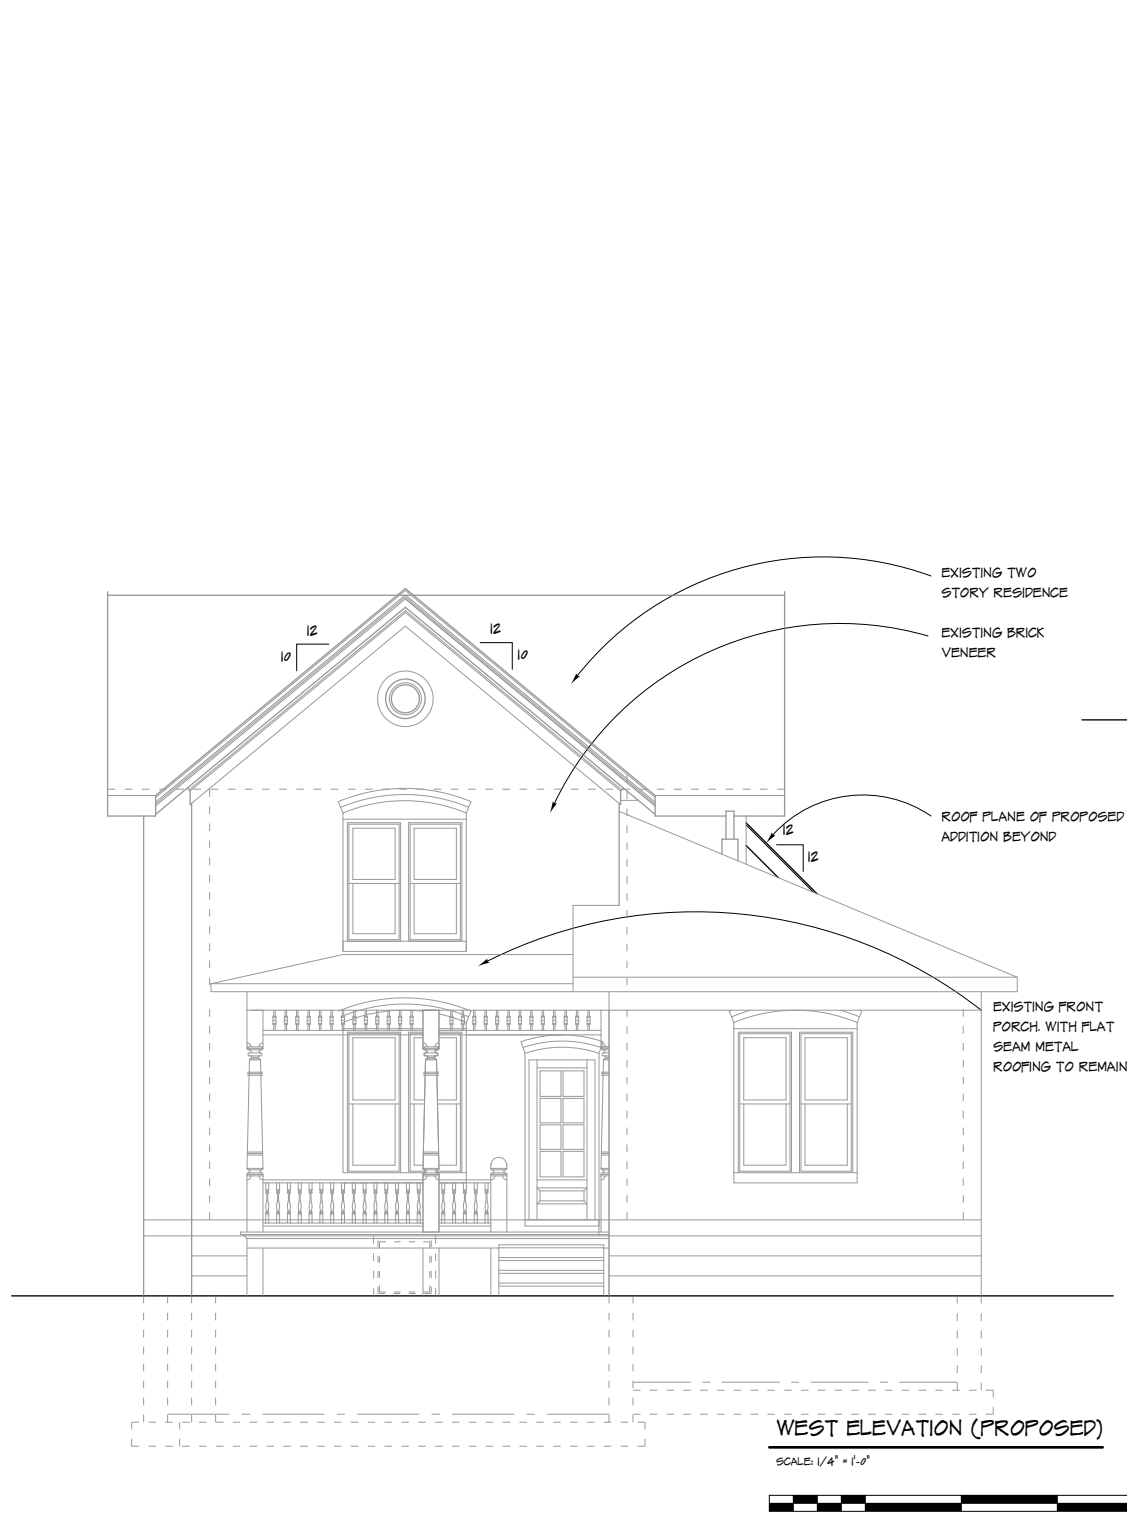 EXISTING TWO
STORY RESIDENCE
12
12
10
10
EXISTING BRICK
VENEER
ROOF PLANE OF PROPOSED
ADDITION BEYOND
12
12
EXISTING FRONT
PORCH. WITH FLAT
SEAM METAL
ROOFING TO REMAIN
WEST ELEVATION (PROPOSED)
SCALE: 1/4" = 1'-0"